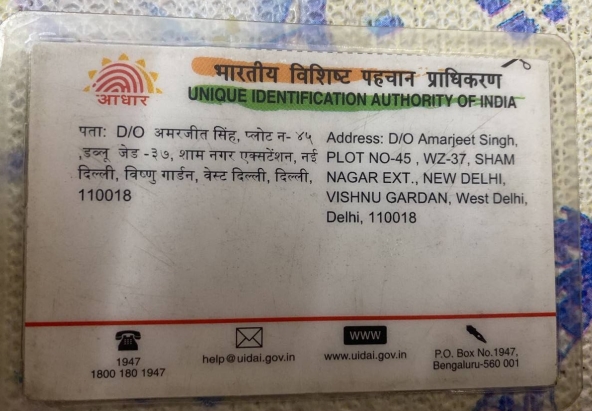 आधार
भारतीय विशिष्ट पहचान प्राधिकरण
UNIQUE IDENTIFICATION AUTHORITY OF INDIA
पताः D/O अमरजीत सिंह, प्लोट न- ४५
,डब्लू जेड -३७, शाम नगर एक्सटेंशन, नई
दिल्ली, विष्णु गार्डन, वेस्ट दिल्ली, दिल्ली,
110018
Address: D/O Amarjeet Singh,
PLOT NO-45 , WZ-37, SHAM
NAGAR EXT., NEW DELHI,
VISHNU GARDAN, West Delhi,
Delhi, 110018
1947
1800 180 1947
help@uidai.gov.in
WWW
www.uidai.gov.in
P.O. Box No.1947,
Bengaluru-560 001